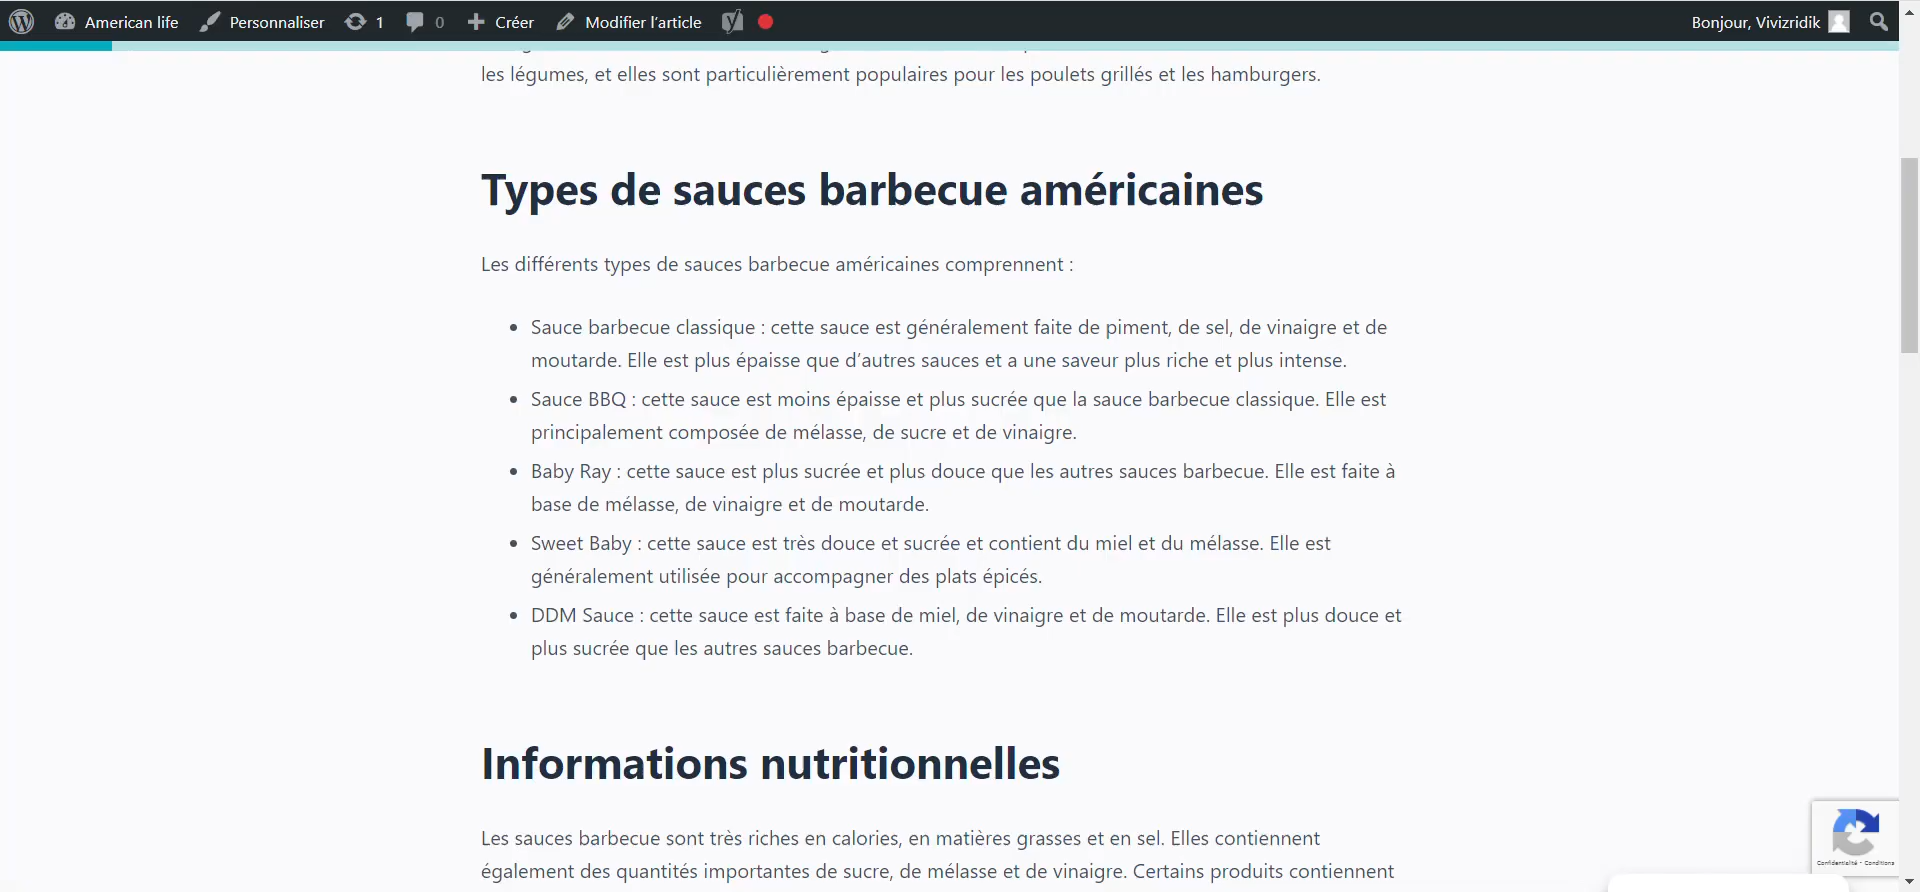 American life
Personnaliser
1
0
Créer
Modifier l’article
Bonjour, Vivizridik
les légumes, et elles sont particulièrement populaires pour les poulets grillés et les hamburgers.
Types de sauces barbecue américaines
Les différents types de sauces barbecue américaines comprennent :
• Sauce barbecue classique : cette sauce est généralement faite de piment, de sel, de vinaigre et de
moutarde. Elle est plus épaisse que d’autres sauces et a une saveur plus riche et plus intense.
• Sauce BBQ : cette sauce est moins épaisse et plus sucrée que la sauce barbecue classique. Elle est
principalement composée de mélasse, de sucre et de vinaigre.
• Baby Ray : cette sauce est plus sucrée et plus douce que les autres sauces barbecue. Elle est faite à
base de mélasse, de vinaigre et de moutarde.
• Sweet Baby : cette sauce est très douce et sucrée et contient du miel et du mélasse. Elle est
généralement utilisée pour accompagner des plats épicés.
• DDM Sauce : cette sauce est faite à base de miel, de vinaigre et de moutarde. Elle est plus douce et
plus sucrée que les autres sauces barbecue.
Informations nutritionnelles
Les sauces barbecue sont très riches en calories, en matières grasses et en sel. Elles contiennent
également des quantités importantes de sucre, de mélasse et de vinaigre. Certains produits contiennent
Confidentialité - Conditions